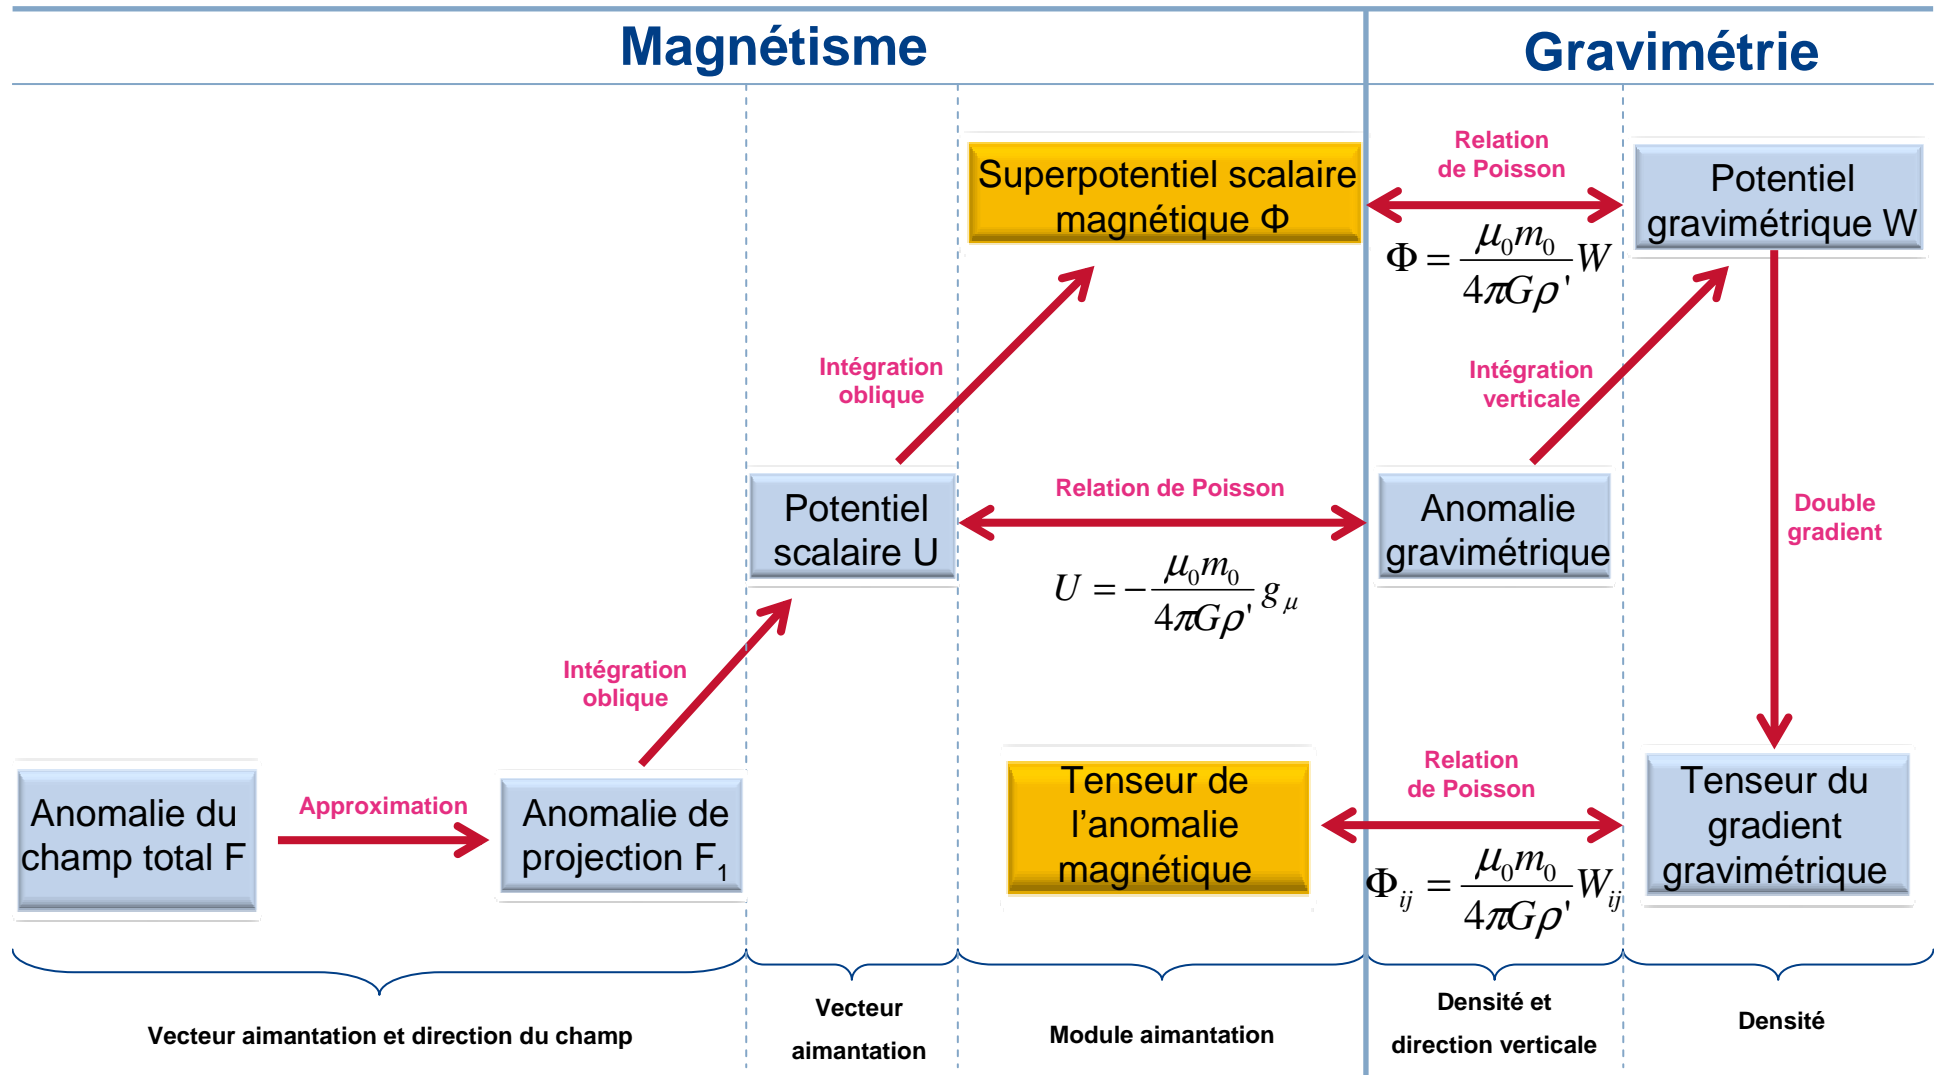 Magnétisme
Gravimétrie
Superpotentiel scalaire
magnétique Φ
Relation
de Poisson
Φ = μ₀m₀ / 4πGρ' W
Potentiel
gravimétrique W
Intégration
oblique
Intégration
verticale
Potentiel
scalaire U
Relation de Poisson
U = − μ₀m₀ / 4πGρ' g_μ
Anomalie
gravimétrique
Double
gradient
Intégration
oblique
Anomalie du
champ total F
Approximation
Anomalie de
projection F₁
Tenseur de
l'anomalie
magnétique
Relation
de Poisson
Φ_ij = μ₀m₀ / 4πGρ' W_ij
Tenseur du
gradient
gravimétrique
Vecteur aimantation et direction du champ
Vecteur
aimantation
Module aimantation
Densité et
direction verticale
Densité